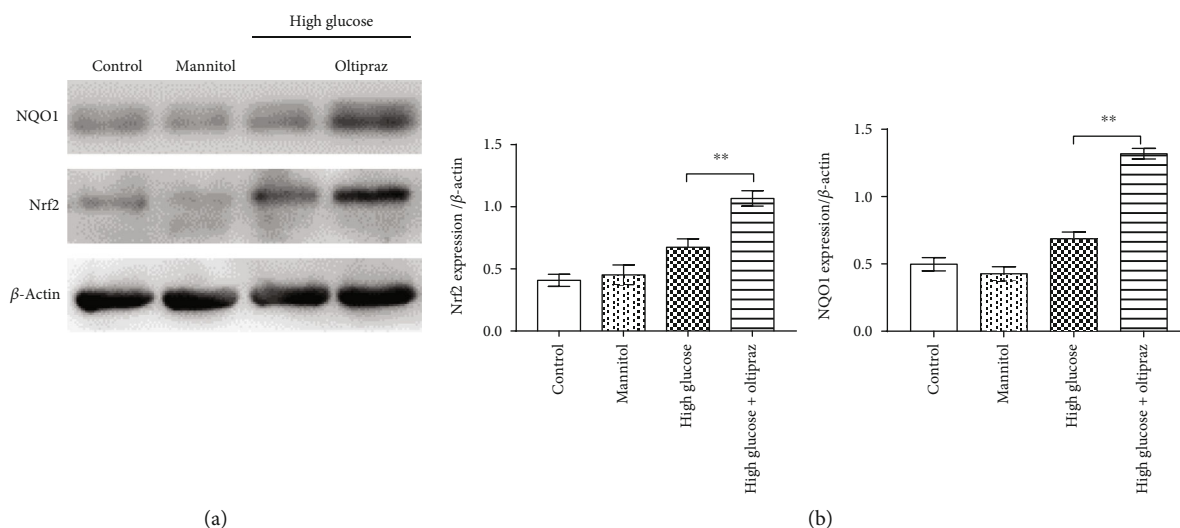 High glucose
Control Mannitol Oltipraz
NQO1
Nrf2
β-Actin
(a)
Nrf2 expression /β-actin
1.5
1.0
0.5
0.0
**
Control
Mannitol
High glucose
High glucose + oltipraz
NQO1 expression/β-actin
1.5
1.0
0.5
0.0
**
Control
Mannitol
High glucose
High glucose + oltipraz
(b)